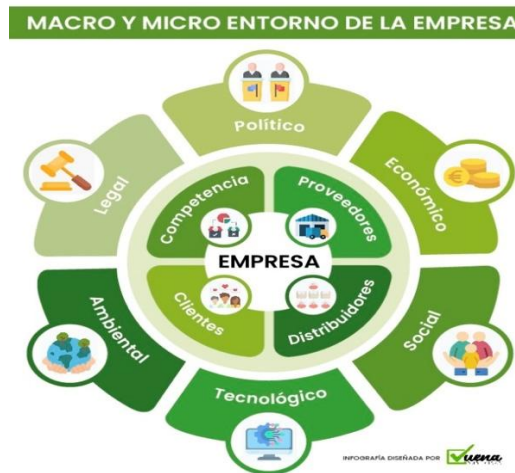 MACRO Y MICRO ENTORNO DE LA EMPRESA
Político
Económico
Social
Tecnológico
Ambiental
Legal
Competencia
Proveedores
EMPRESA
Clientes
Distribuidores
INFOGRAFÍA DISEÑADA POR